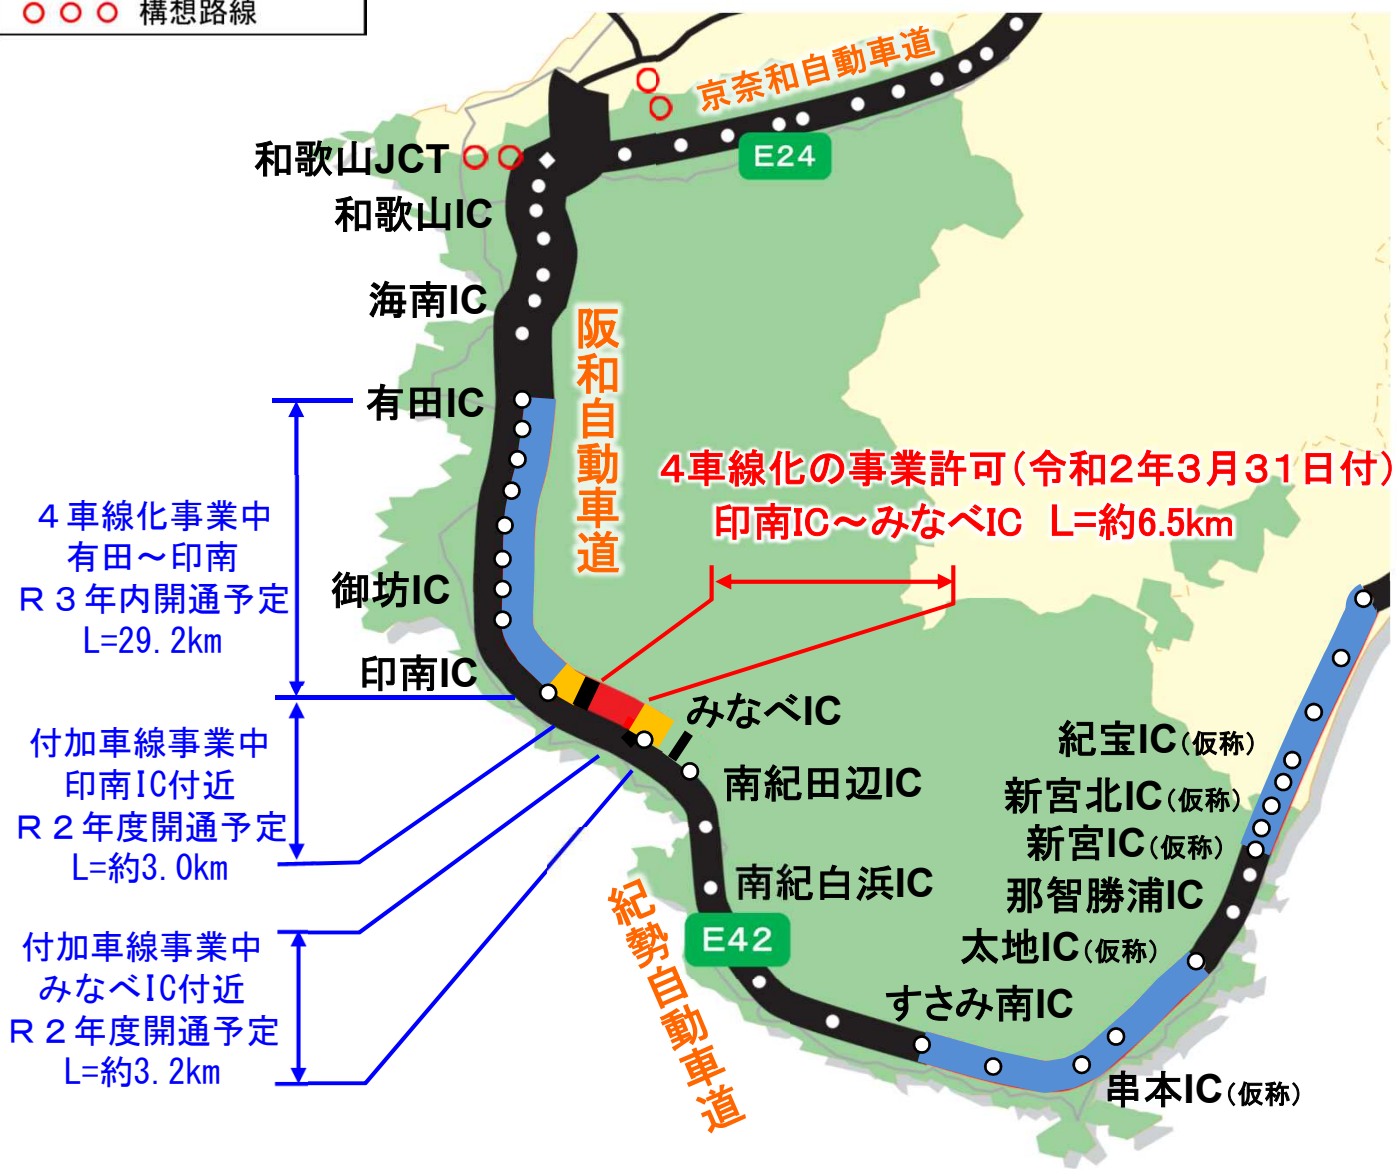 構想路線
京奈和自動車道
E24
和歌山JCT
和歌山IC
海南IC
有田IC
阪和自動車道
4車線化の事業許可(令和2年3月31日付)
印南IC～みなべIC L=約6.5km
4車線化事業中
有田～印南
R3年内開通予定
L=29.2km
御坊IC
印南IC
みなべIC
付加車線事業中
印南IC付近
R2年度開通予定
L=約3.0km
南紀田辺IC
紀宝IC(仮称)
新宮北IC(仮称)
新宮IC(仮称)
南紀白浜IC
那智勝浦IC
紀勢自動車道
E42
太地IC(仮称)
付加車線事業中
みなべIC付近
R2年度開通予定
L=約3.2km
すさみ南IC
串本IC(仮称)